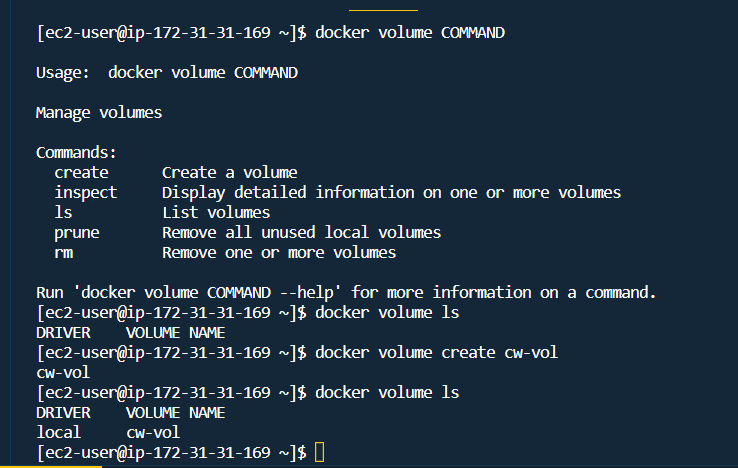 [ec2-user@ip-172-31-31-169 ~]$ docker volume COMMAND
Usage:  docker volume COMMAND
Manage volumes
Commands:
  create      Create a volume
  inspect     Display detailed information on one or more volumes
  ls          List volumes
  prune       Remove all unused local volumes
  rm          Remove one or more volumes
Run 'docker volume COMMAND --help' for more information on a command.
[ec2-user@ip-172-31-31-169 ~]$ docker volume ls
DRIVER    VOLUME NAME
[ec2-user@ip-172-31-31-169 ~]$ docker volume create cw-vol
cw-vol
[ec2-user@ip-172-31-31-169 ~]$ docker volume ls
DRIVER    VOLUME NAME
local     cw-vol
[ec2-user@ip-172-31-31-169 ~]$